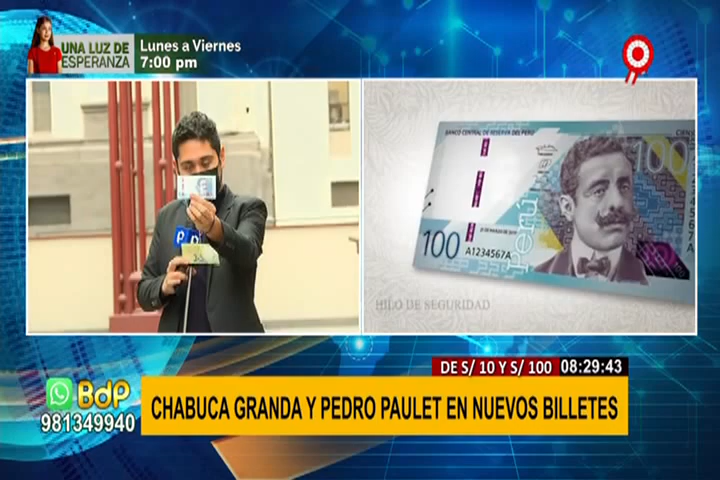 UNA LUZ DE
ESPERANZA
Lunes a Viernes
7:00 pm
BANCO CENTRAL DE RESERVA DEL PERÚ
100
perú
100
A1234567A
HILO DE SEGURIDAD
DE S/ 10 Y S/ 100
08:29:43
BdP
981349940
CHABUCA GRANDA Y PEDRO PAULET EN NUEVOS BILLETES